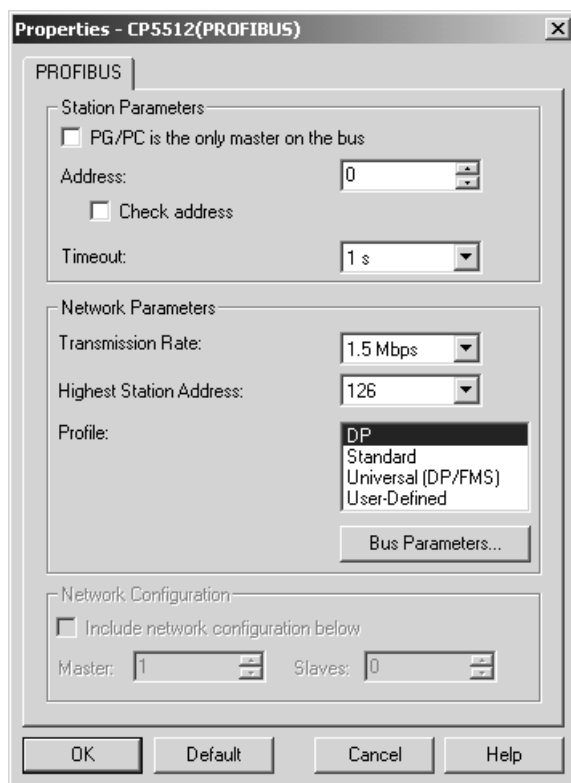 Properties - CP5512(PROFIBUS)
PROFIBUS
Station Parameters
PG/PC is the only master on the bus
Address: 0
Check address
Timeout: 1 s
Network Parameters
Transmission Rate: 1.5 Mbps
Highest Station Address: 126
Profile: DP
Standard
Universal (DP/FMS)
User-Defined
Bus Parameters...
Network Configuration
Include network configuration below
Master: 1 Slaves: 0
OK Default Cancel Help